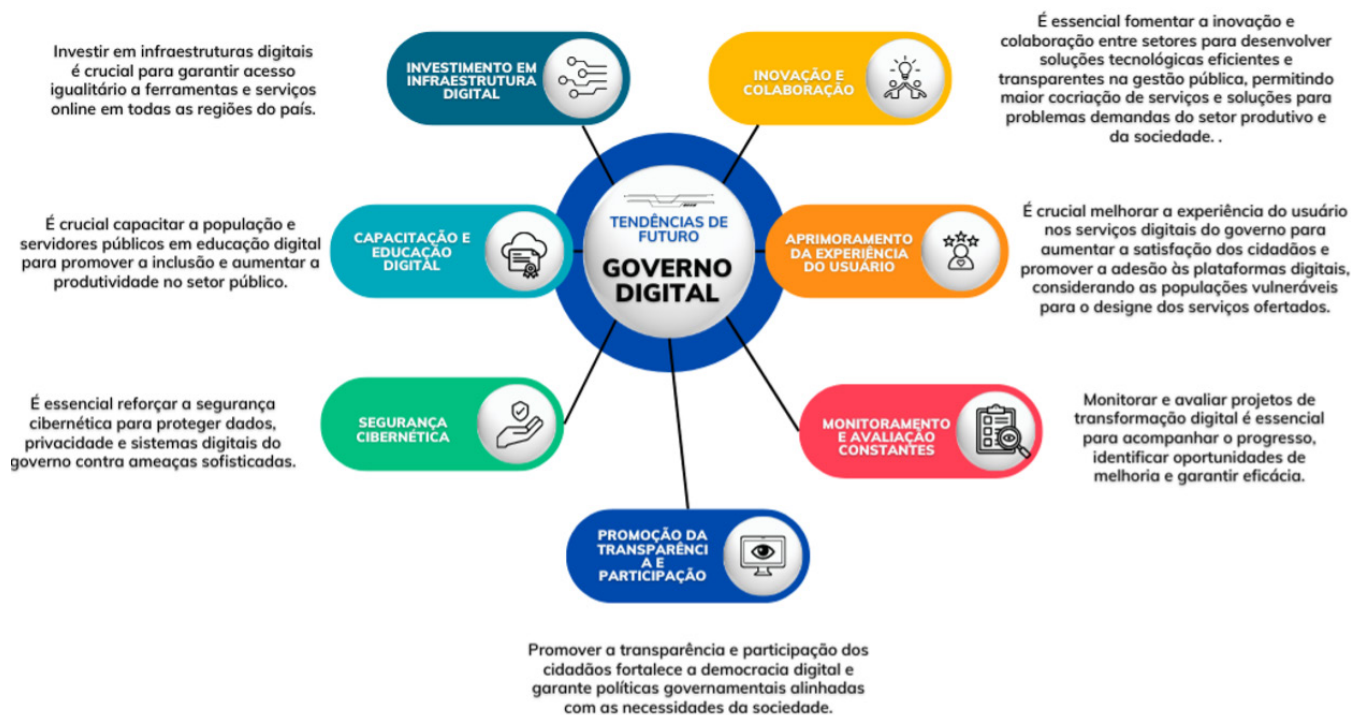 Investir em infraestruturas digitais
é crucial para garantir acesso
igualitário a ferramentas e serviços
online em todas as regiões do país.
INVESTIMENTO EM
INFRAESTRUTURA
DIGITAL
INOVAÇÃO E
COLABORAÇÃO
É essencial fomentar a inovação e
colaboração entre setores para desenvolver
soluções tecnológicas eficientes e
transparentes na gestão pública, permitindo
maior cocriação de serviços e soluções para
problemas demandas do setor produtivo e
da sociedade. .
É crucial capacitar a população e
servidores públicos em educação digital
para promover a inclusão e aumentar a
produtividade no setor público.
CAPACITAÇÃO E
EDUCAÇÃO
DIGITAL
TENDÊNCIAS DE
FUTURO
GOVERNO
DIGITAL
APRIMORAMENTO
DA EXPERIÊNCIA
DO USUÁRIO
É crucial melhorar a experiência do usuário
nos serviços digitais do governo para
aumentar a satisfação dos cidadãos e
promover a adesão às plataformas digitais,
considerando as populações vulneráveis
para o designe dos serviços ofertados.
É essencial reforçar a segurança
cibernética para proteger dados,
privacidade e sistemas digitais do
governo contra ameaças sofisticadas.
SEGURANÇA
CIBERNÉTICA
MONITORAMENTO
E AVALIAÇÃO
CONSTANTES
Monitorar e avaliar projetos de
transformação digital é essencial
para acompanhar o progresso,
identificar oportunidades de
melhoria e garantir eficácia.
PROMOÇÃO DA
TRANSPARÊNCI
A E
PARTICIPAÇÃO
Promover a transparência e participação dos
cidadãos fortalece a democracia digital e
garante políticas governamentais alinhadas
com as necessidades da sociedade.